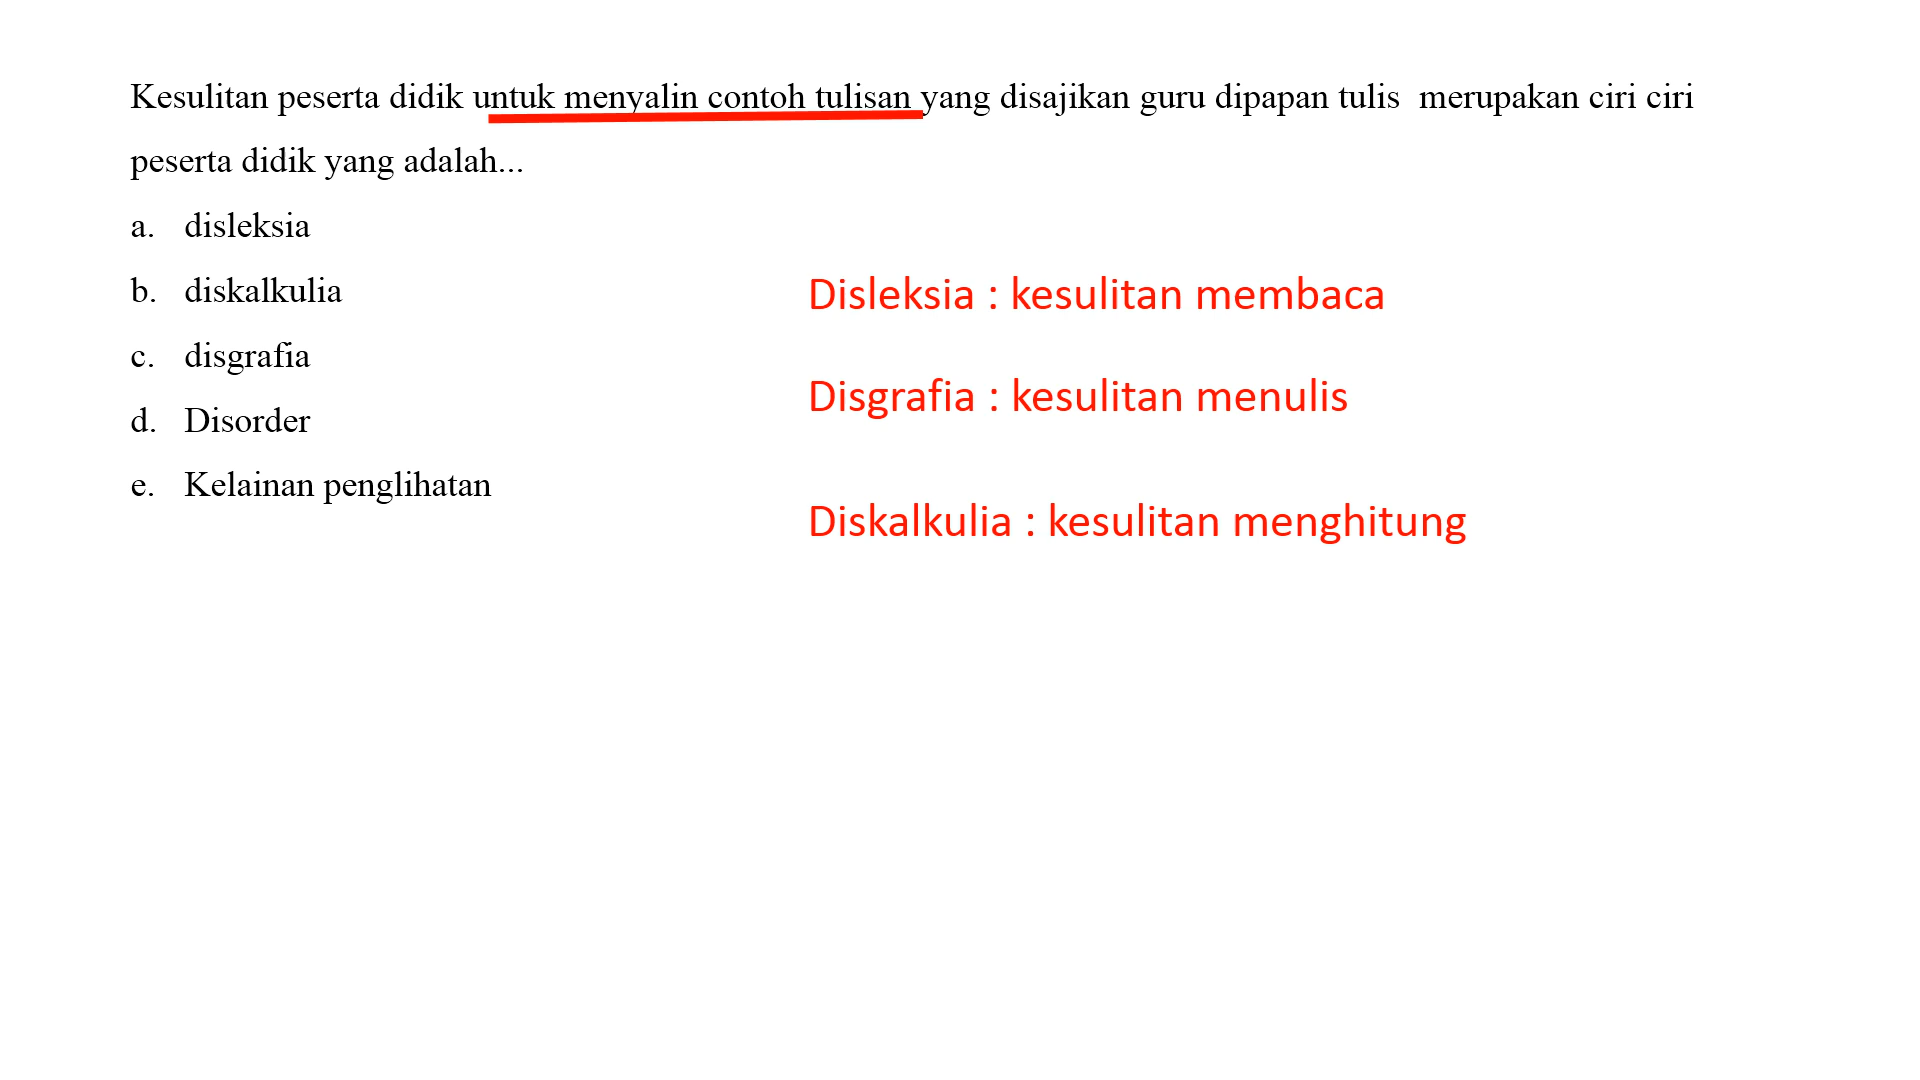 Kesulitan peserta didik untuk menyalin contoh tulisan yang disajikan guru dipapan tulis  merupakan ciri ciri
peserta didik yang adalah...
a. disleksia
b. diskalkulia
c. disgrafia
d. Disorder
e. Kelainan penglihatan
Disleksia : kesulitan membaca
Disgrafia : kesulitan menulis
Diskalkulia : kesulitan menghitung